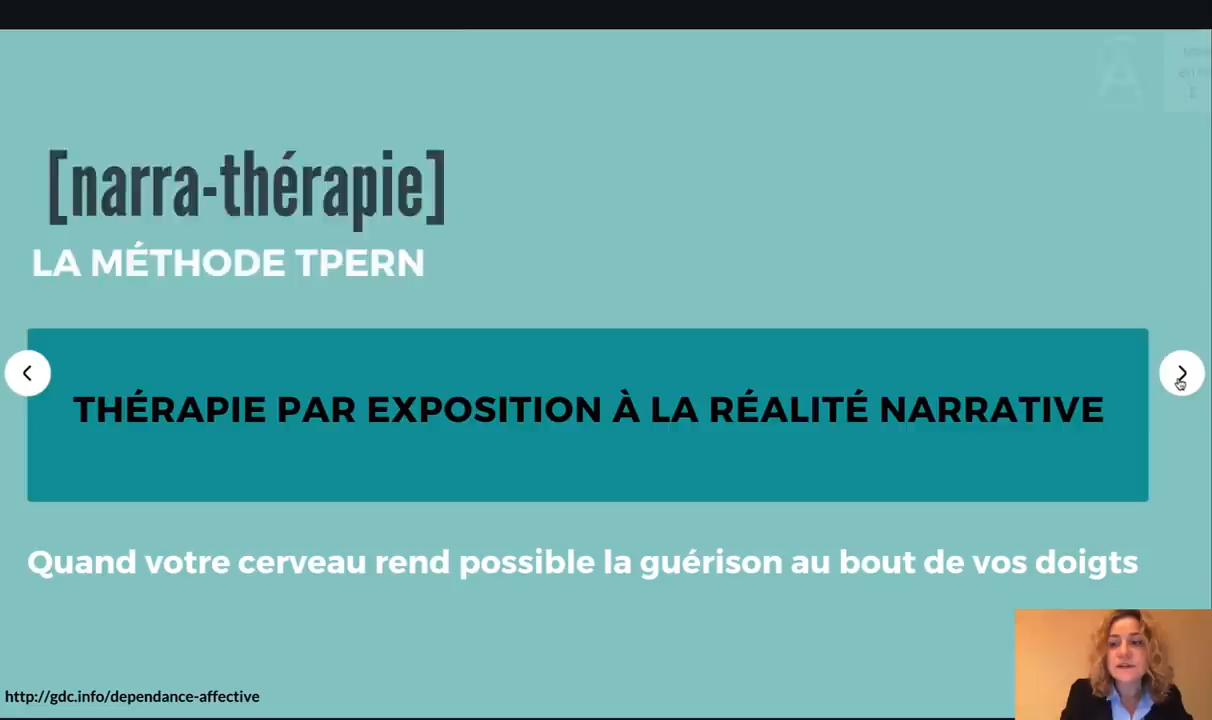 [narra-thérapie]
LA MÉTHODE TPERN
THÉRAPIE PAR EXPOSITION À LA RÉALITÉ NARRATIVE
Quand votre cerveau rend possible la guérison au bout de vos doigts
http://gdc.info/dependance-affective